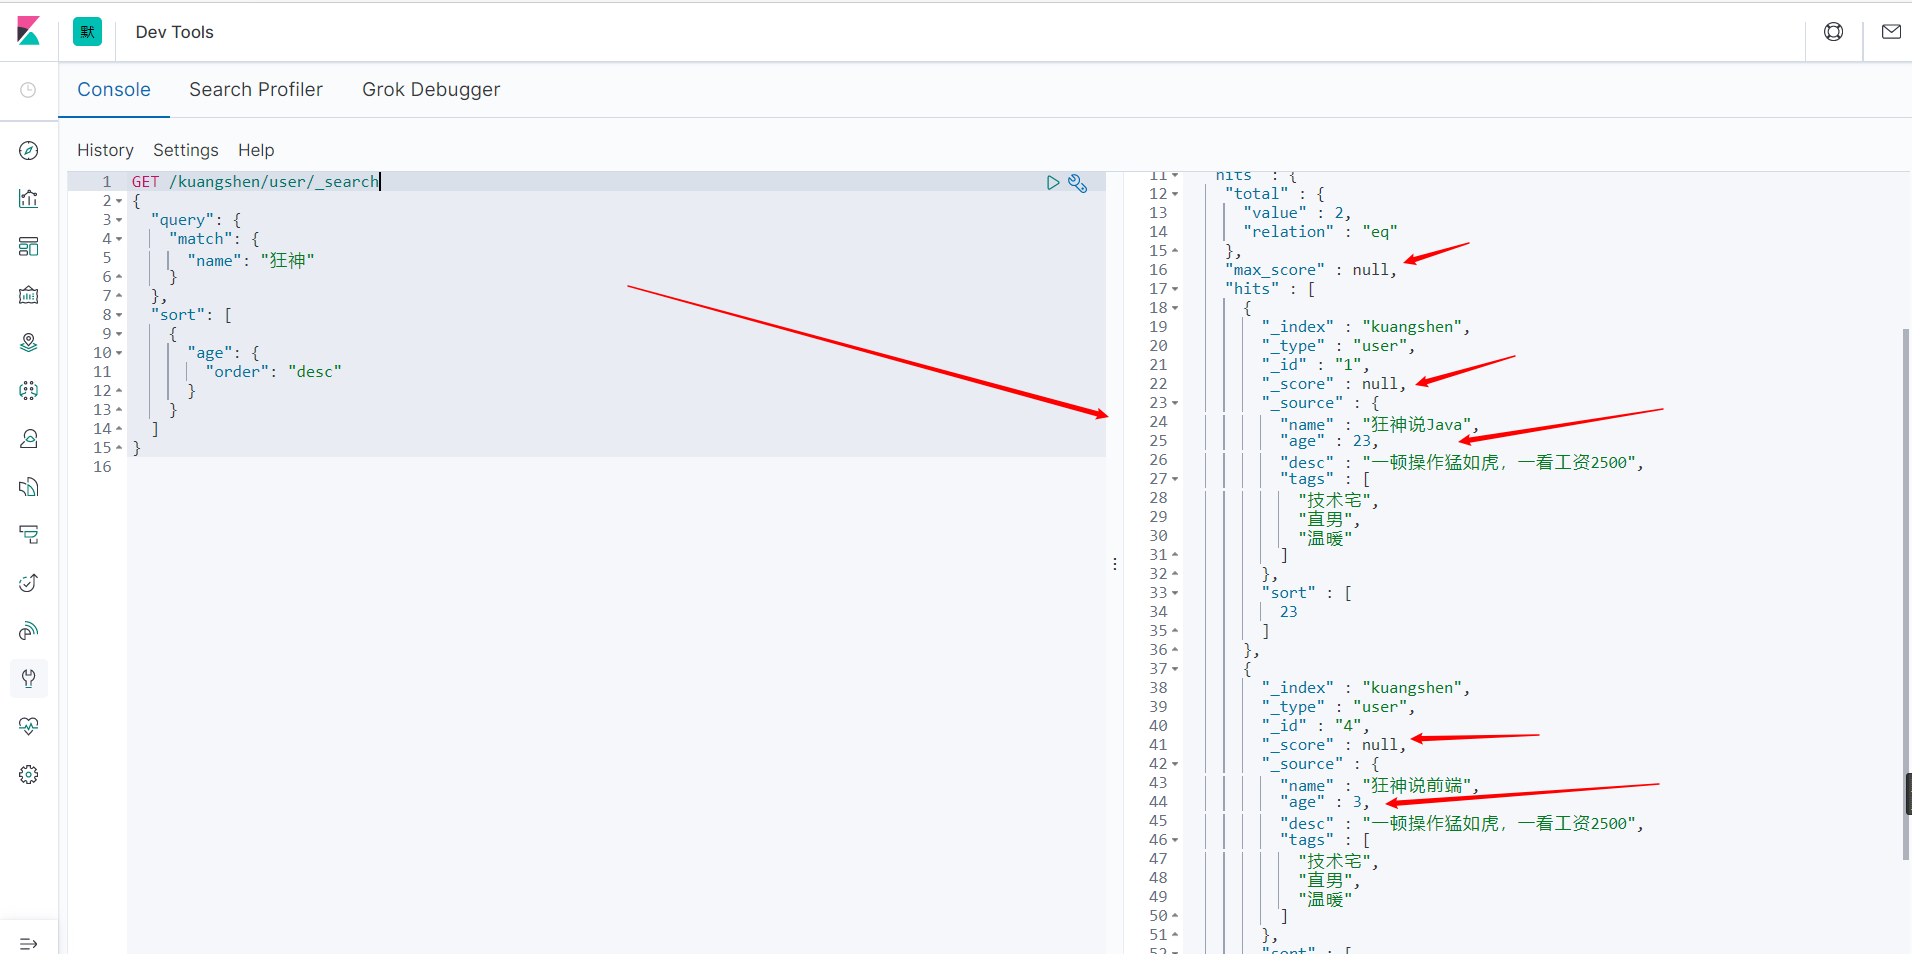 默
Dev Tools
Console Search Profiler Grok Debugger
History Settings Help
1 GET /kuangshen/user/_search
2 {
3 "query": {
4 "match": {
5 "name": "狂神"
6 }
7 },
8 "sort": [
9 {
10 "age": {
11 "order": "desc"
12 }
13 }
14 ]
15 }
16
11 "hits" : {
12 "total" : {
13 "value" : 2,
14 "relation" : "eq"
15 },
16 "max_score" : null,
17 "hits" : [
18 {
19 "_index" : "kuangshen",
20 "_type" : "user",
21 "_id" : "1",
22 "_score" : null,
23 "_source" : {
24 "name" : "狂神说Java",
25 "age" : 23,
26 "desc" : "一顿操作猛如虎，一看工资2500",
27 "tags" : [
28 "技术宅",
29 "直男",
30 "温暖"
31 ]
32 },
33 "sort" : [
34 23
35 ]
36 },
37 {
38 "_index" : "kuangshen",
39 "_type" : "user",
40 "_id" : "4",
41 "_score" : null,
42 "_source" : {
43 "name" : "狂神说前端",
44 "age" : 3,
45 "desc" : "一顿操作猛如虎，一看工资2500",
46 "tags" : [
47 "技术宅",
48 "直男",
49 "温暖"
50 ]
51 },
52 "sort" : [